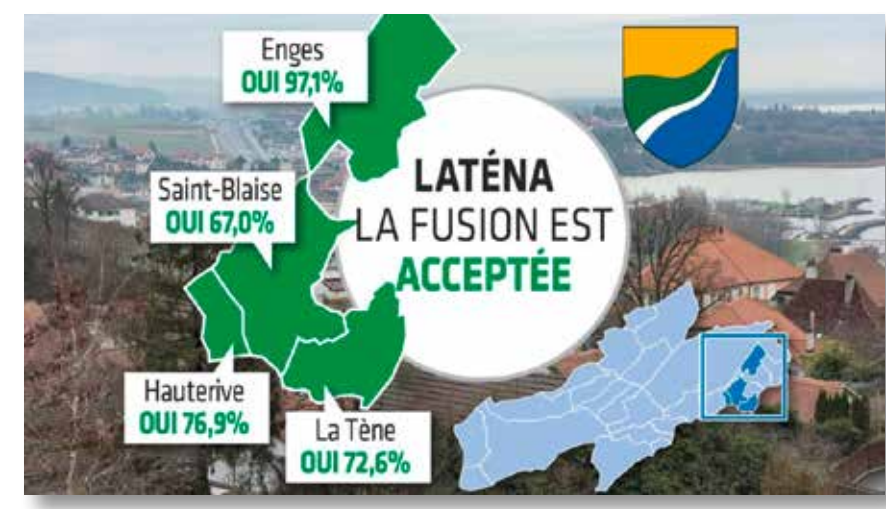 Enges
OUI 97,1%
Saint-Blaise
OUI 67,0%
LATÉNA
LA FUSION EST
ACCEPTÉE
Hauterive
OUI 76,9%
La Tène
OUI 72,6%